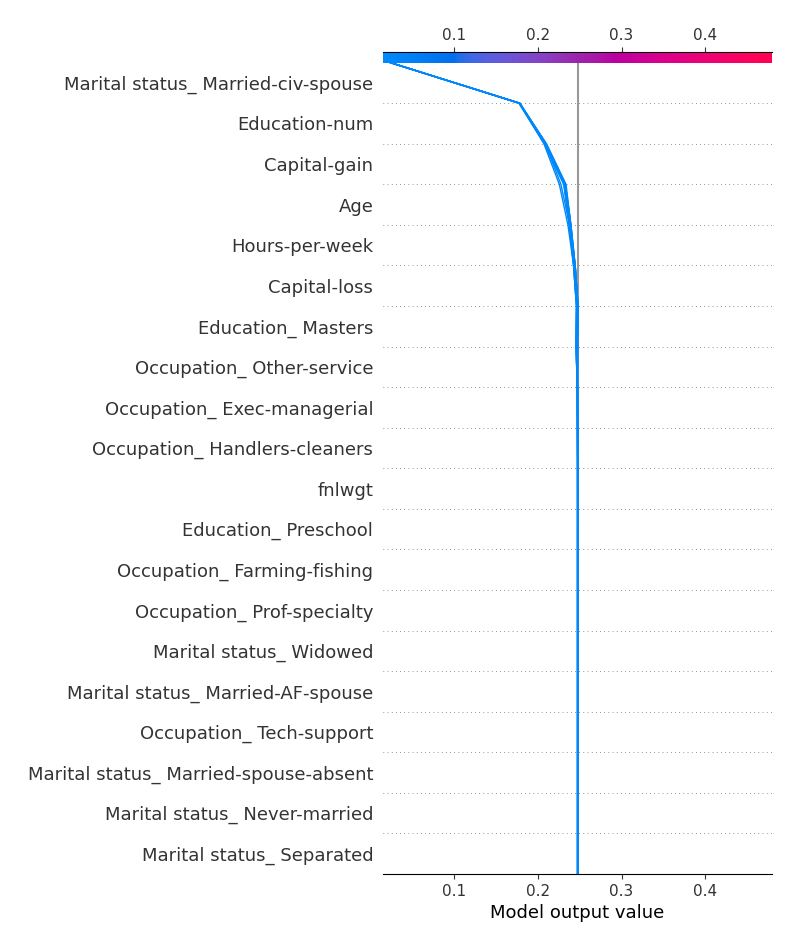 0.1 0.2 0.3 0.4
Marital status_ Married-civ-spouse
Education-num
Capital-gain
Age
Hours-per-week
Capital-loss
Education_ Masters
Occupation_ Other-service
Occupation_ Exec-managerial
Occupation_ Handlers-cleaners
fnlwgt
Education_ Preschool
Occupation_ Farming-fishing
Occupation_ Prof-specialty
Marital status_ Widowed
Marital status_ Married-AF-spouse
Occupation_ Tech-support
Marital status_ Married-spouse-absent
Marital status_ Never-married
Marital status_ Separated
0.1 0.2 0.3 0.4
Model output value